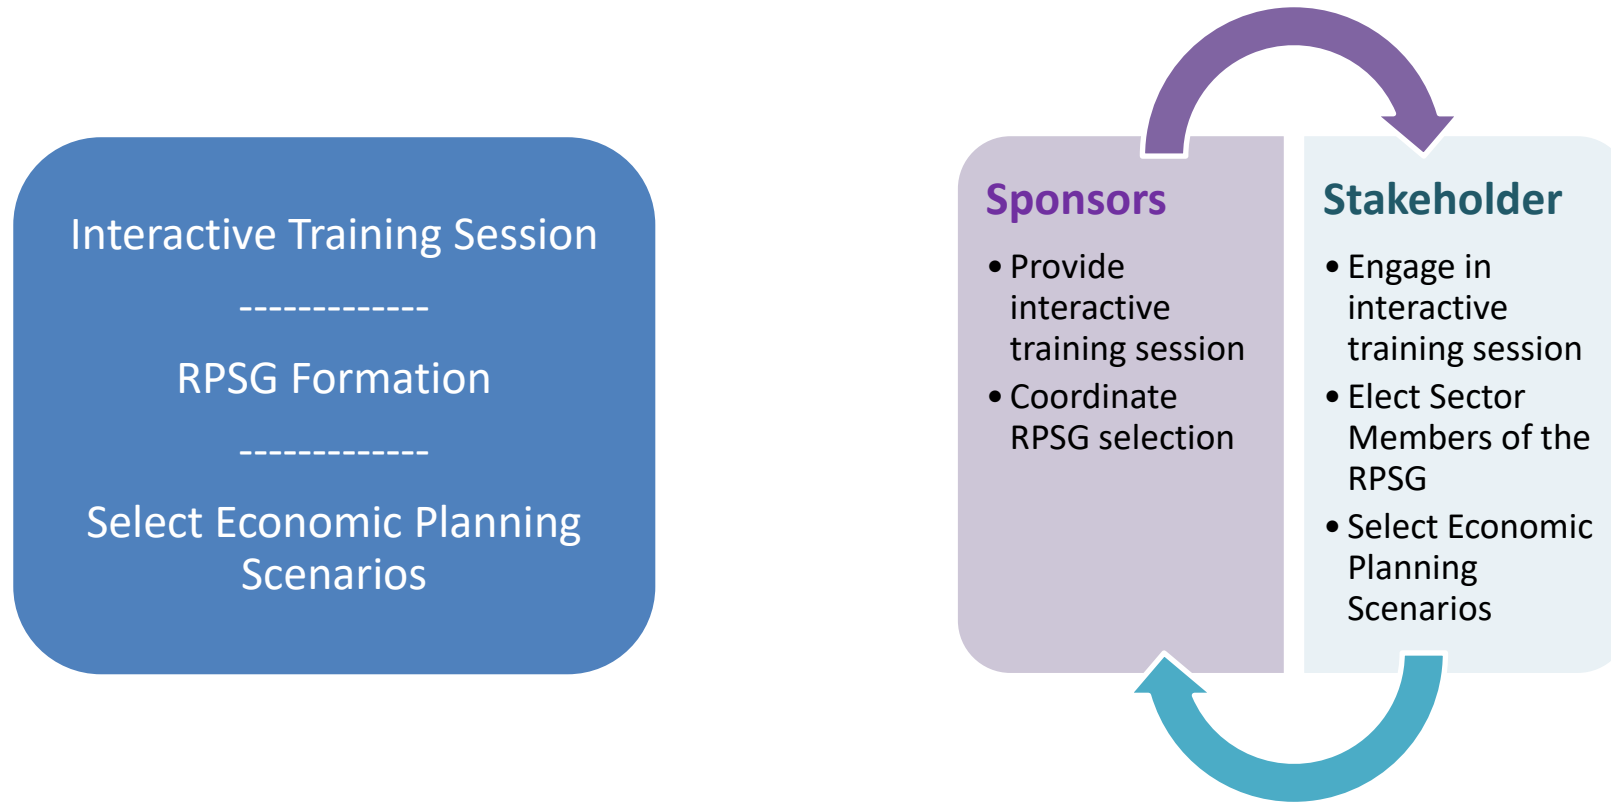 Interactive Training Session
-------------
RPSG Formation
-------------
Select Economic Planning
Scenarios
Sponsors
• Provide
interactive
training session
• Coordinate
RPSG selection
Stakeholder
• Engage in
interactive
training session
• Elect Sector
Members of the
RPSG
• Select Economic
Planning
Scenarios